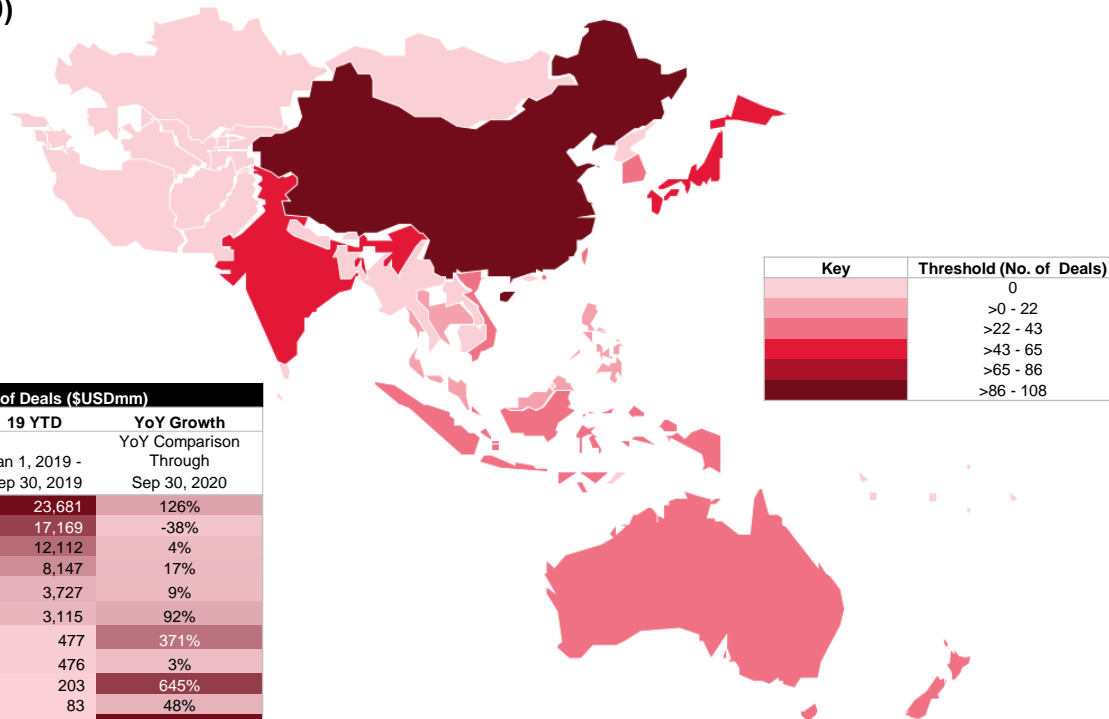 )
Key Threshold (No. of Deals)
0
>0 - 22
>22 - 43
>43 - 65
>65 - 86
>86 - 108
of Deals ($USDmm)
19 YTD YoY Growth
an 1, 2019 -
ep 30, 2019
YoY Comparison
Through
Sep 30, 2020
23,681 126%
17,169 -38%
12,112 4%
8,147 17%
3,727 9%
3,115 92%
477 371%
476 3%
203 645%
83 48%